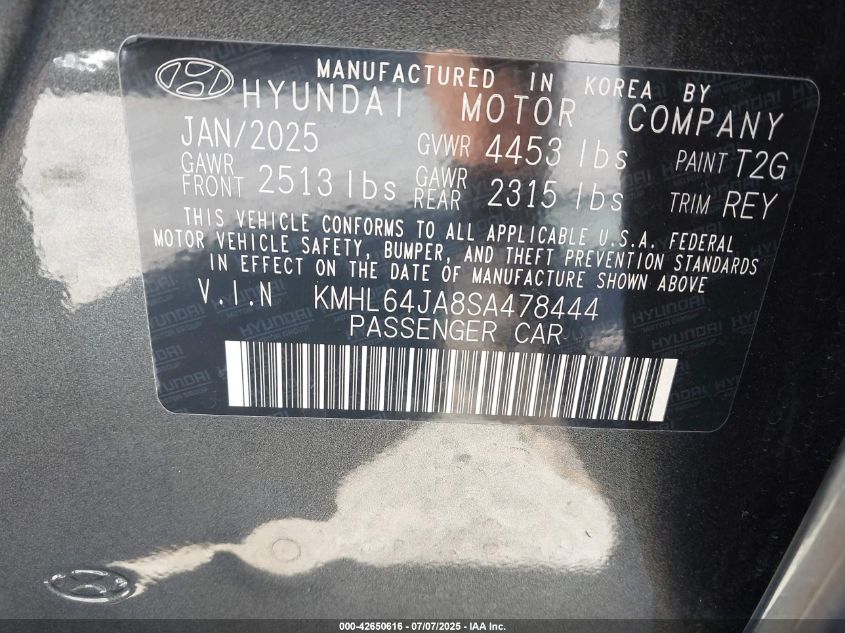 MANUFACTURED IN KOREA BY
HYUNDAI MOTOR COMPANY
JAN/2025 GVWR 4453 lbs PAINT T2G
GAWR FRONT 2513 lbs GAWR REAR 2315 lbs TRIM REY
THIS VEHICLE CONFORMS TO ALL APPLICABLE U.S.A. FEDERAL
MOTOR VEHICLE SAFETY, BUMPER, AND THEFT PREVENTION STANDARDS
IN EFFECT ON THE DATE OF MANUFACTURE SHOWN ABOVE
V.I.N KMHL64JA8SA478444
PASSENGER CAR
000-42650616 - 07/07/2025 - IAA Inc.